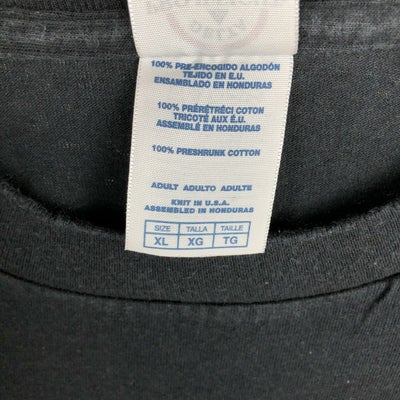 100% PRE-ENCOGIDO ALGODÓN
TEJIDO EN E.U.
ENSAMBLADO EN HONDURAS
100% PRÉRÉTRÉCI COTON
TRICOTÉ AUX É.U.
ASSEMBLÉ EN HONDURAS
100% PRESHRUNK COTTON
ADULT ADULTO ADULTE
KNIT IN U.S.A.
ASSEMBLED IN HONDURAS
SIZE TALLA TAILLE
XL XG TG